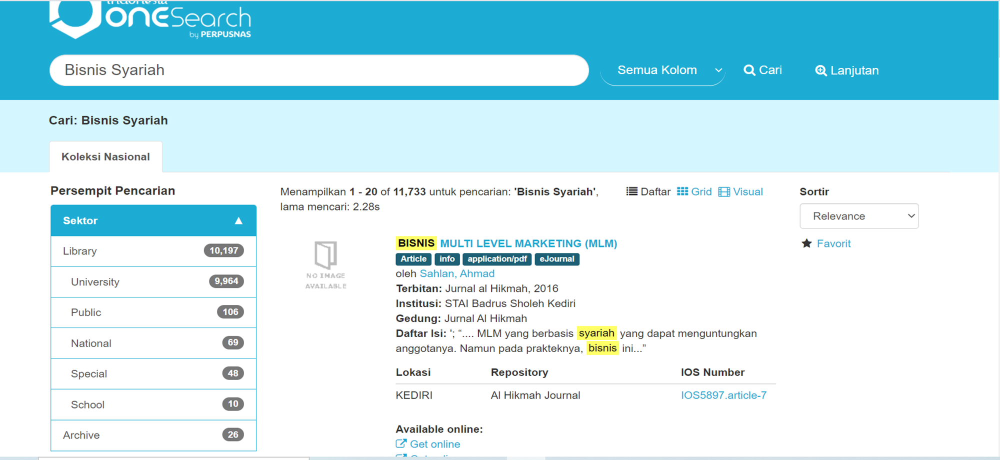 Indonesia
oneSearch
by PERPUSNAS
Bisnis Syariah
Semua Kolom
Cari
Lanjutan
Cari: Bisnis Syariah
Koleksi Nasional
Persempit Pencarian
Sektor
Library 10,197
University 9,964
Public 106
National 69
Special 48
School 10
Archive 26
Menampilkan 1 - 20 of 11,733 untuk pencarian: 'Bisnis Syariah',
lama mencari: 2.28s
Daftar Grid Visual
NO IMAGE
AVAILABLE
BISNIS MULTI LEVEL MARKETING (MLM)
Article info application/pdf eJournal
oleh Sahlan, Ahmad
Terbitan: Jurnal al Hikmah, 2016
Institusi: STAI Badrus Sholeh Kediri
Gedung: Jurnal Al Hikmah
Daftar Isi: '; “.... MLM yang berbasis syariah yang dapat menguntungkan
anggotanya. Namun pada prakteknya, bisnis ini...”
Lokasi Repository IOS Number
KEDIRI Al Hikmah Journal IOS5897.article-7
Available online:
Get online
Sortir
Relevance
Favorit